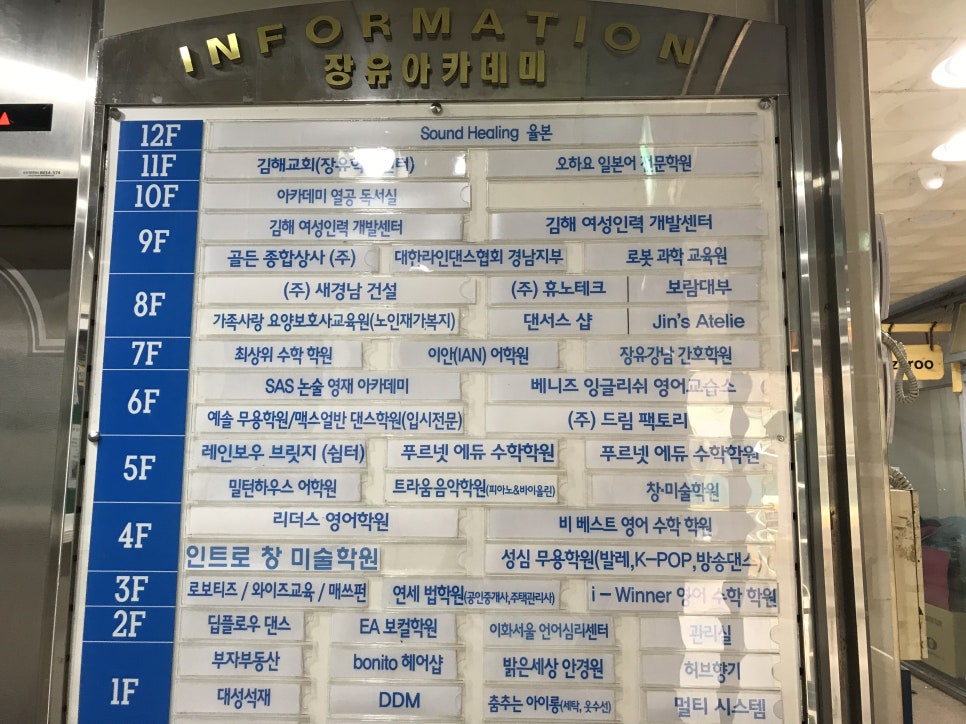 INFORMATION
장유아카데미
12F Sound Healing 율본
11F 김해교회(장유 센터) 오하요 일본어 전문학원
10F 아카데미 열공 독서실
9F 김해 여성인력 개발센터 김해 여성인력 개발센터
골든 종합상사 (주) 대한라인댄스협회 경남지부 로봇 과학 교육원
8F (주) 새경남 건설 (주) 휴노테크 보람대부
가족사랑 요양보호사교육원(노인재가복지) 댄서스 샵 Jin's Atelie
7F 최상위 수학 학원 이안(IAN) 어학원 장유강남 간호학원
6F SAS 논술 영재 아카데미 베니즈 잉글리쉬 영어교습소
예솔 무용학원/맥스얼반 댄스학원(입시전문) (주) 드림 팩토리
5F 레인보우 브릿지 (쉼터) 푸르넷 에듀 수학학원 푸르넷 에듀 수학학원
밀턴하우스 어학원 트라움음악학원(피아노&바이올린) 창·미술학원
4F 리더스 영어학원 비 베스트 영어 수학 학원
인트로 창 미술학원 성심 무용학원(발레,K-POP,방송댄스)
3F 로보티즈 / 와이즈교육 / 매쓰펀 연세 법학원(공인중개사,주택관리사) i-Winner 영어 수학 학원
2F 딥플로우 댄스 EA 보컬학원 이화서울 언어심리센터 관리실
1F 부자부동산 bonito 헤어샵 밝은세상 안경원 허브향기
대성석재 DDM 춤추는 아이롱(세탁, 옷수선) 멀티 시스템